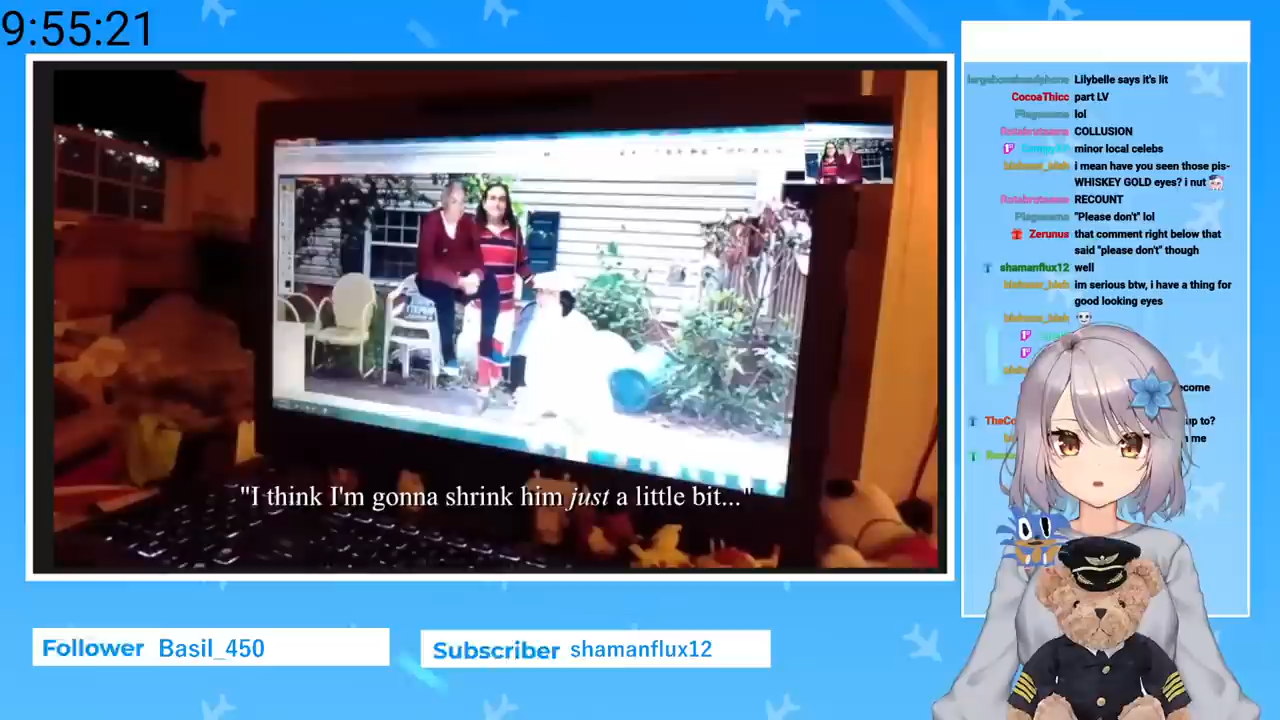 9:55:21
Lilybelle says it's lit
CocoaThicc part LV
lol
COLLUSION
minor local celebs
i mean have you seen those pis-
WHISKEY GOLD eyes? i nut
RECOUNT
"Please don't" lol
Zerunus that comment right below that
said "please don't" though
shamanflux12 well
im serious btw, i have a thing for
good looking eyes
"I think I'm gonna shrink him just a little bit..."
Follower Basil_450
Subscriber shamanflux12